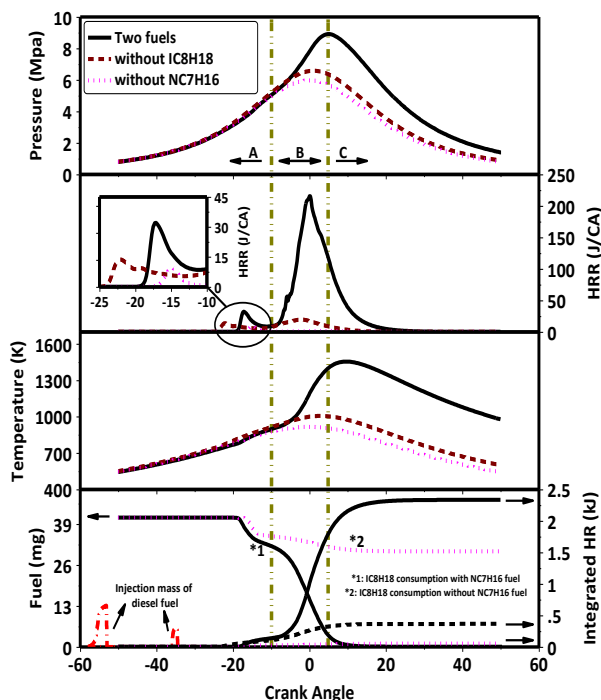 10
8
6
4
2
0
Pressure (Mpa)
Two fuels
without IC8H18
without NC7H16
A
B
C
45
30
15
0
HRR (J/CA)
-25
-20
-15
-10
250
200
150
100
50
0
HRR (J/CA)
1600
1300
1000
700
400
Temperature (K)
39
26
13
0
Fuel (mg)
*1
*2
*1: IC8H18 consumption with NC7H16 fuel
*2: IC8H18 consumption without NC7H16 fuel
Injection mass of
diesel fuel
2.5
2
1.5
1
.5
0
Integrated HR (kJ)
-60
-40
-20
0
20
40
60
Crank Angle